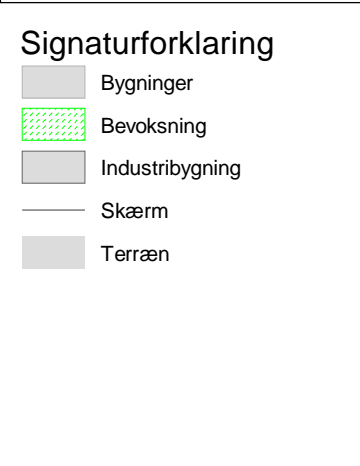 Signaturforklaring
Bygninger
Bevoksning
Industribygning
Skærm
Terræn